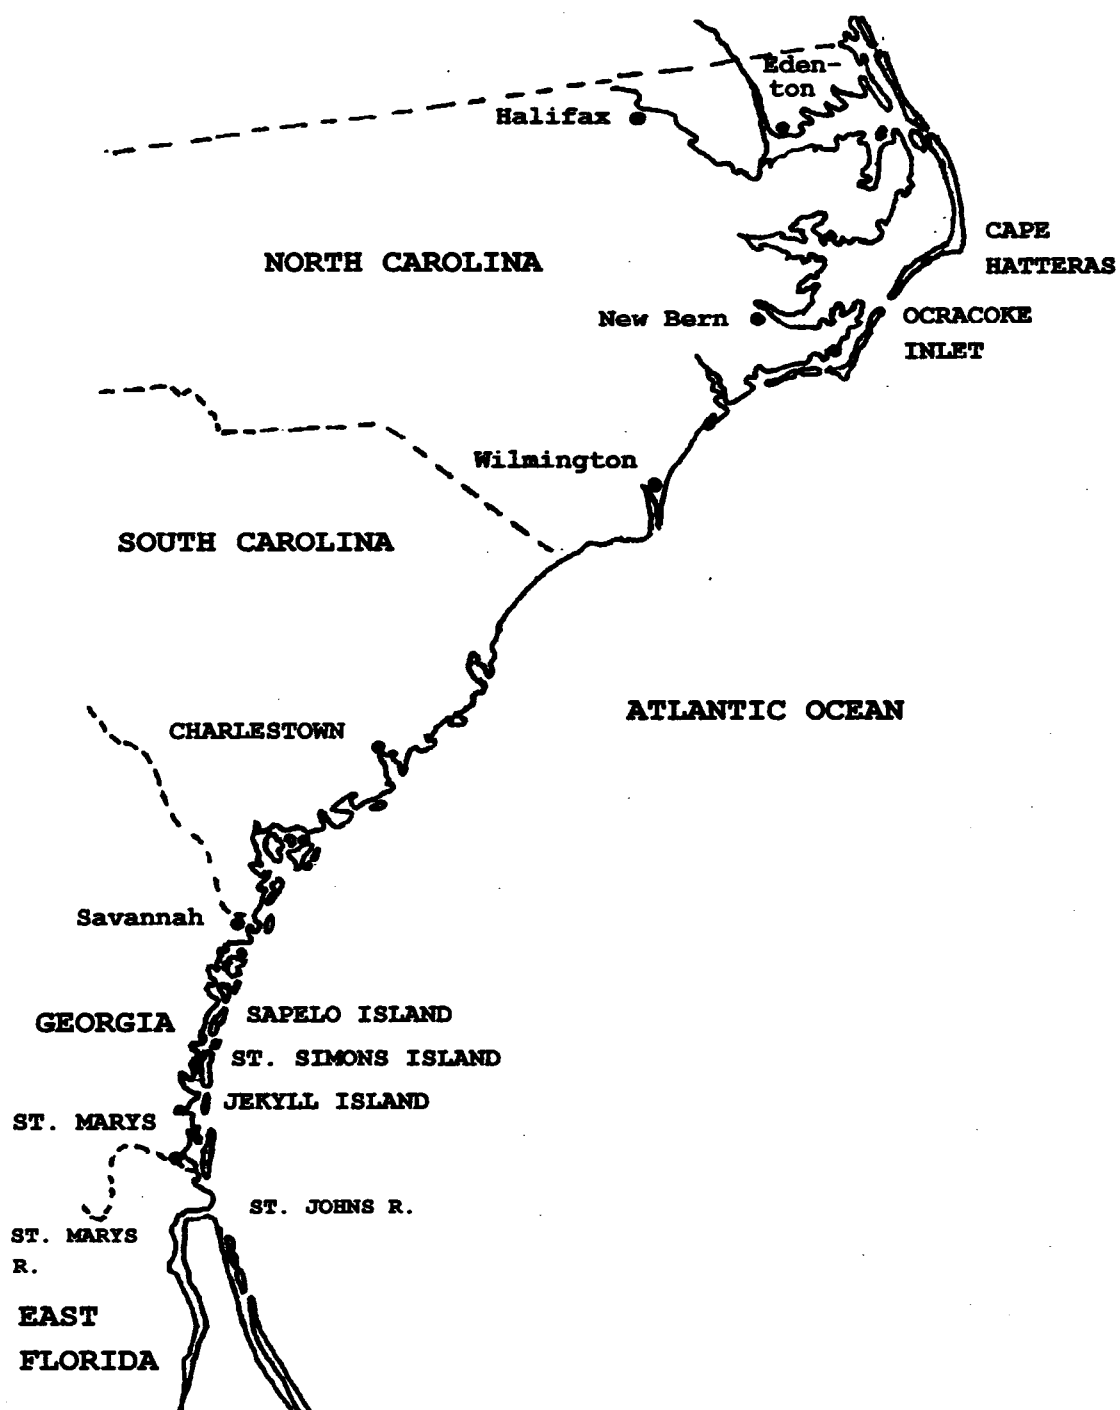 Eden-
ton
Halifax
CAPE
HATTERAS
NORTH CAROLINA
New Bern
OCRACOKE
INLET
Wilmington
SOUTH CAROLINA
ATLANTIC OCEAN
CHARLESTOWN
Savannah
SAPELO ISLAND
GEORGIA
ST. SIMONS ISLAND
JEKYLL ISLAND
ST. MARYS
ST. JOHNS R.
ST. MARYS
R.
EAST
FLORIDA